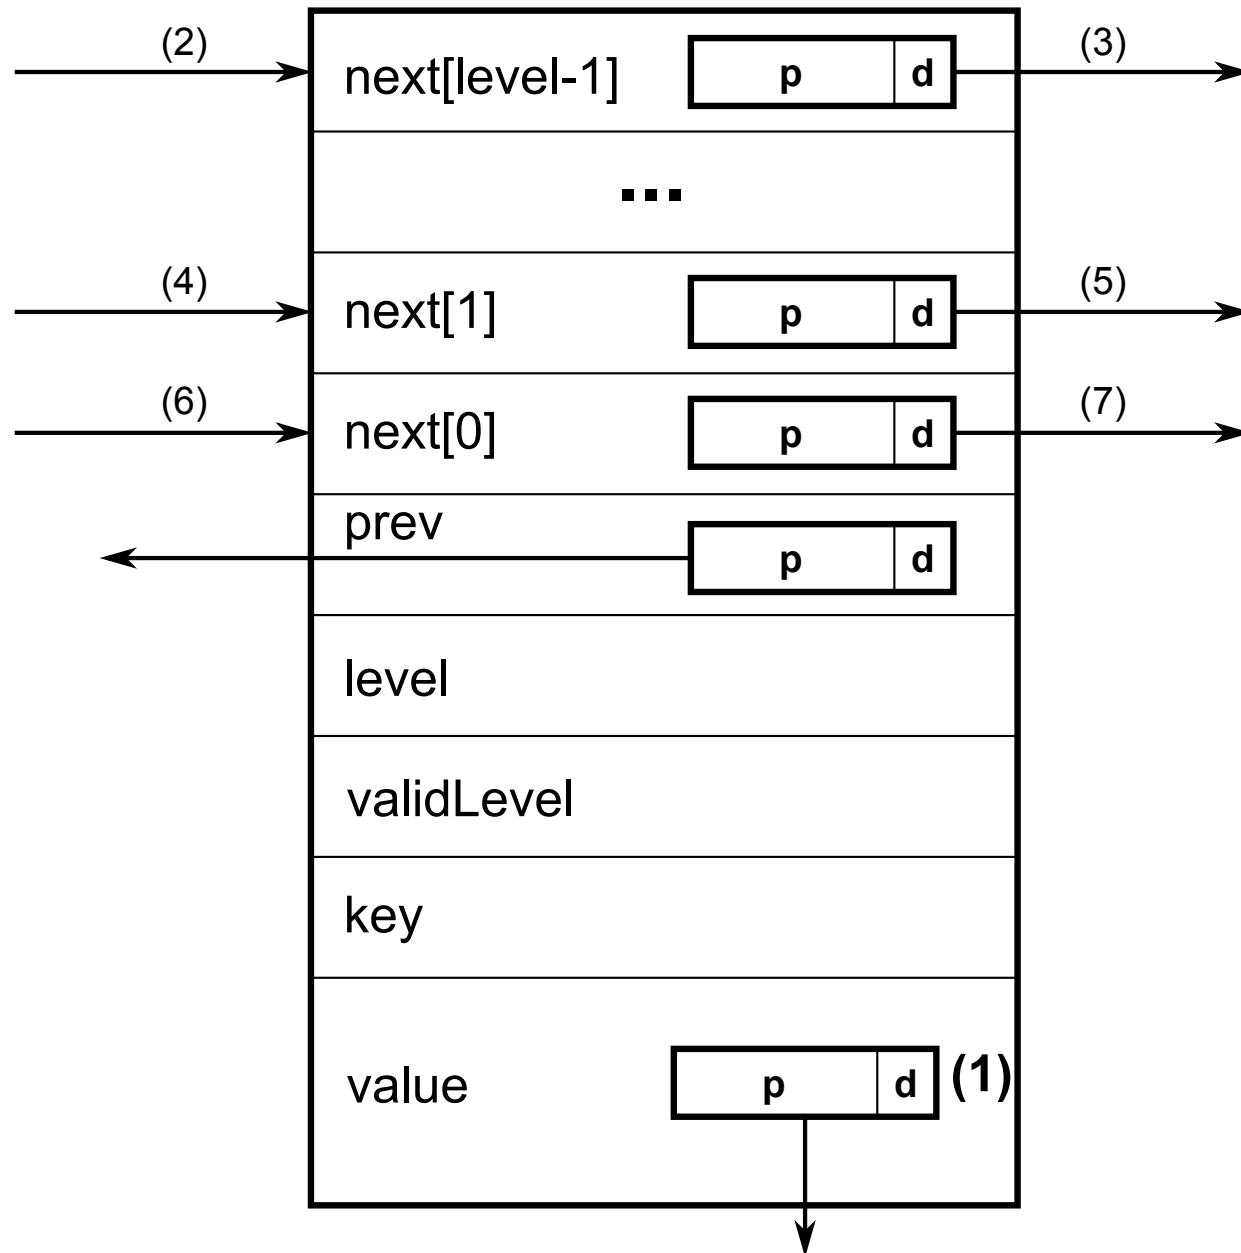 (2) next[level-1] p d (3)
...
(4) next[1] p d (5)
(6) next[0] p d (7)
prev p d
level
validLevel
key
value p d (1)